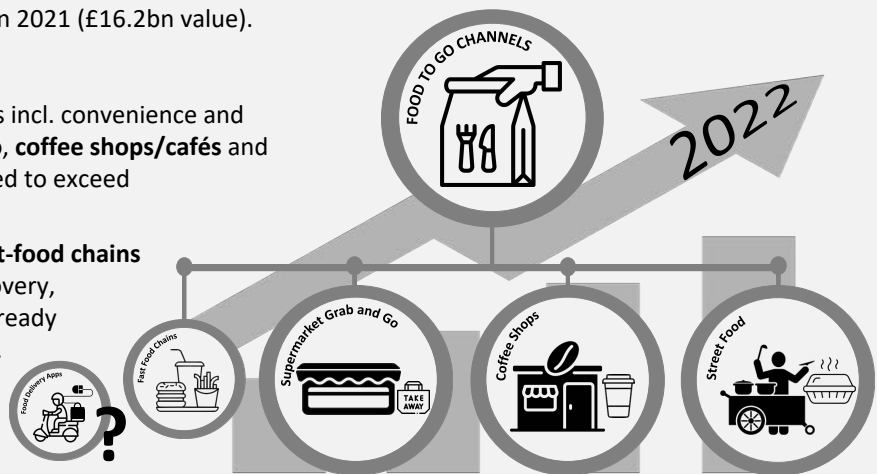 n 2021 (£16.2bn value).
s incl. convenience and
o, coffee shops/cafés and
ed to exceed
t-food chains
overy,
ready
FOOD TO GO CHANNELS
2022
Food Delivery Apps
?
Fast Food Chains
Supermarket Grab and Go
TAKE
AWAY
Coffee Shops
Street Food